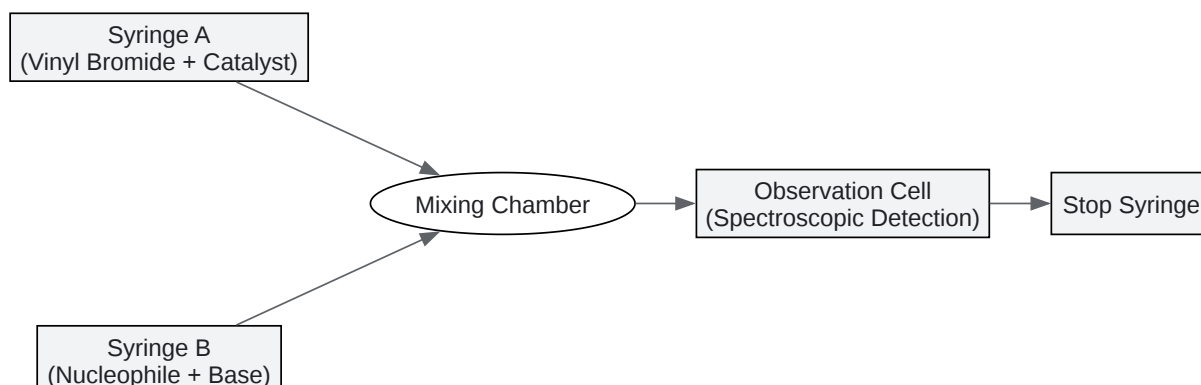 Syringe A
(Vinyl Bromide + Catalyst)
Mixing Chamber
Observation Cell
(Spectroscopic Detection)
Stop Syringe
Syringe B
(Nucleophile + Base)